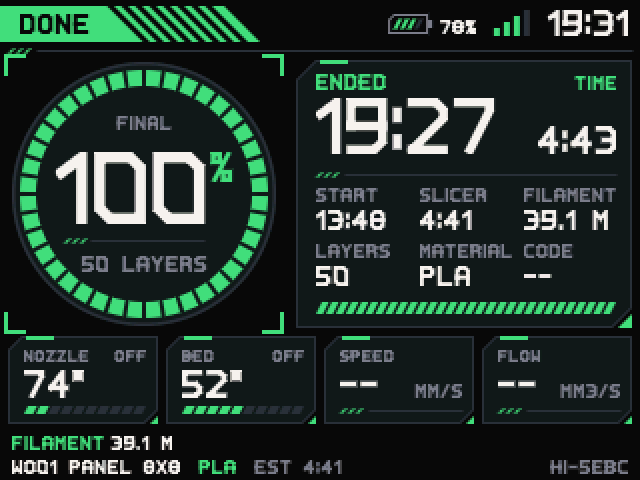 DONE 78% 19:31
FINAL
100%
50 LAYERS
ENDED TIME
19:27 4:43
START SLICER FILAMENT
13:48 4:41 39.1 M
LAYERS MATERIAL CODE
50 PLA --
NOZZLE OFF
74°
BED OFF
52°
SPEED
-- MM/S
FLOW
-- MM3/S
FILAMENT 39.1 M
WOD1 PANEL 8X8 PLA EST 4:41 HI-5EBC